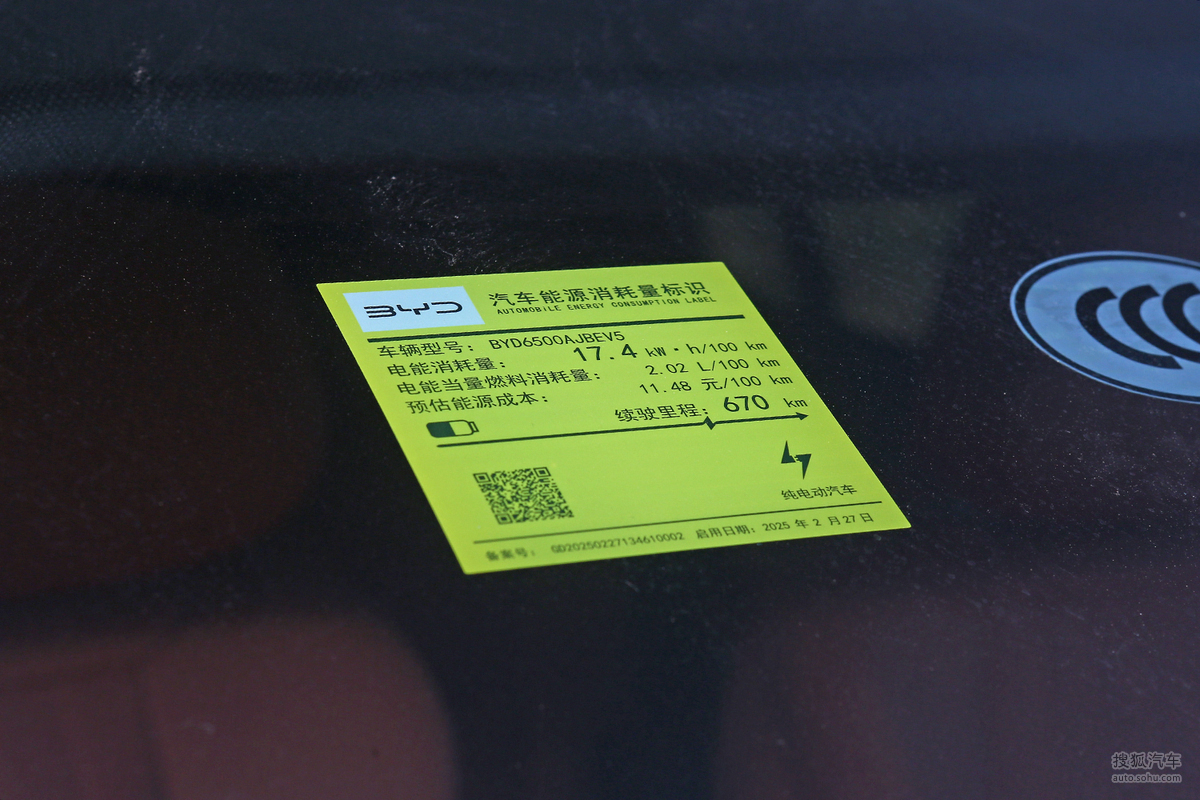 BYD
汽车能源消耗量标识
AUTOMOBILE ENERGY CONSUMPTION LABEL
车辆型号: BYD6500AJBEV5
电能消耗量: 17.4 kW·h/100 km
电能当量燃料消耗量: 2.02 L/100 km
预估能源成本: 11.48 元/100 km
续驶里程: 670 km
纯电动汽车
备案号: GD20250227134610002 启用日期: 2025 年 2 月 27 日
CCC
搜狐汽车
auto.sohu.com